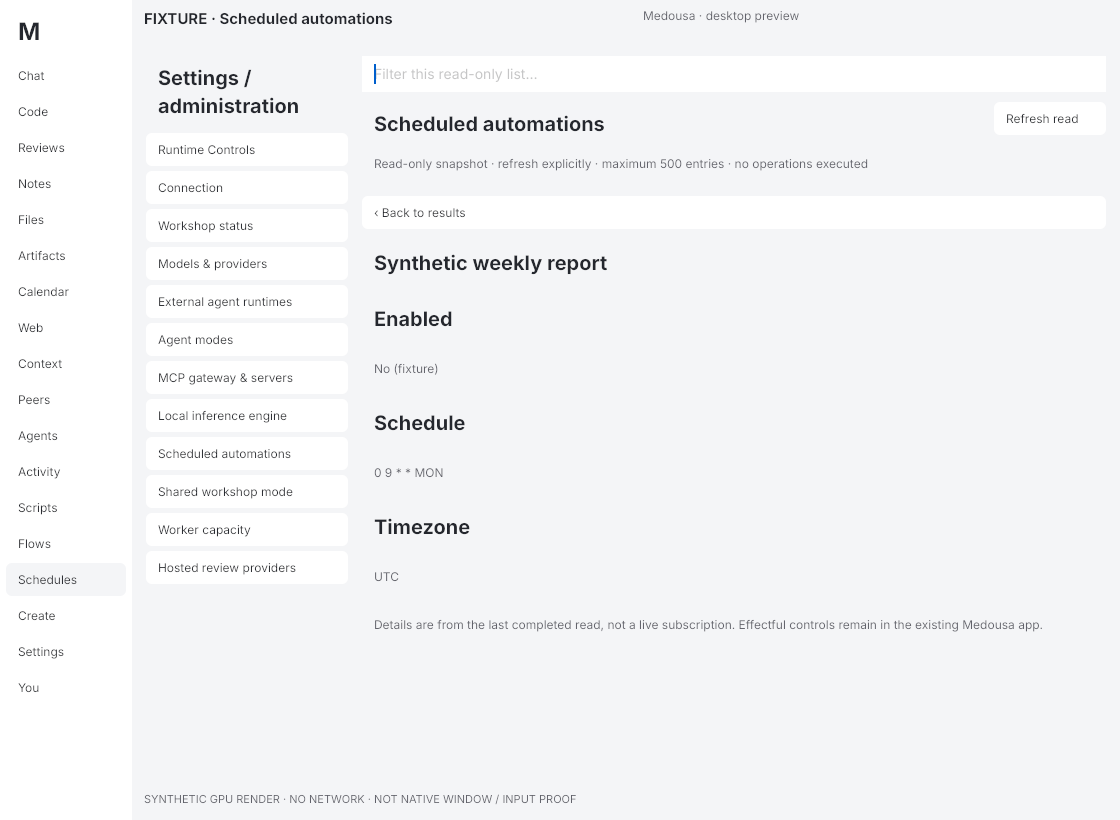 M
Chat
Code
Reviews
Notes
Files
Artifacts
Calendar
Web
Context
Peers
Agents
Activity
Scripts
Flows
Schedules
Create
Settings
You
FIXTURE · Scheduled automations
Medousa · desktop preview
Settings /
administration
Runtime Controls
Connection
Workshop status
Models & providers
External agent runtimes
Agent modes
MCP gateway & servers
Local inference engine
Scheduled automations
Shared workshop mode
Worker capacity
Hosted review providers
Filter this read-only list...
Scheduled automations
Refresh read
Read-only snapshot · refresh explicitly · maximum 500 entries · no operations executed
‹ Back to results
Synthetic weekly report
Enabled
No (fixture)
Schedule
0 9 * * MON
Timezone
UTC
Details are from the last completed read, not a live subscription. Effectful controls remain in the existing Medousa app.
SYNTHETIC GPU RENDER · NO NETWORK · NOT NATIVE WINDOW / INPUT PROOF